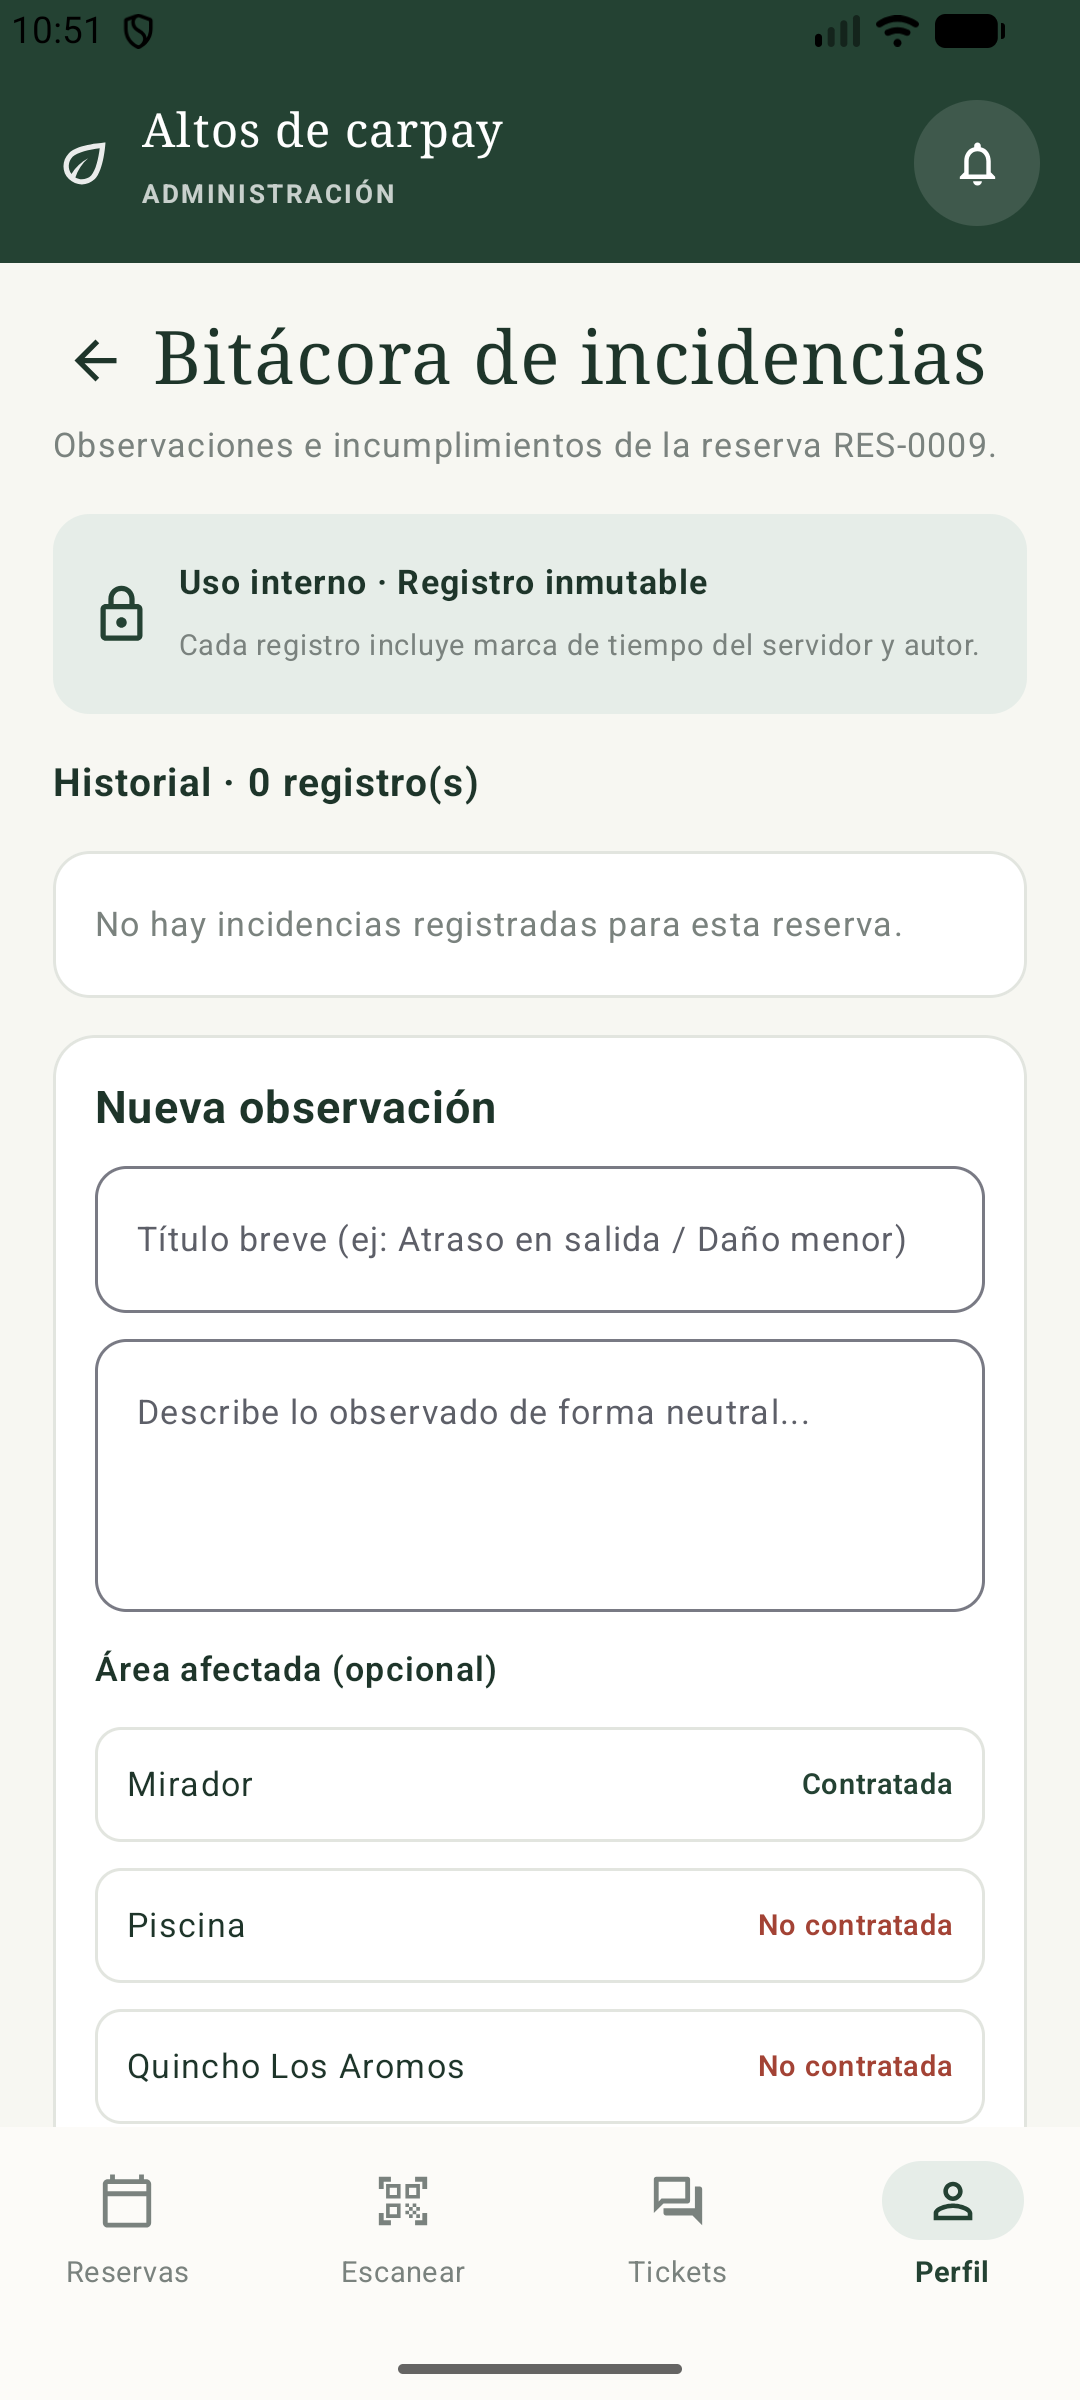 10:51
Altos de carpay
ADMINISTRACIÓN
Bitácora de incidencias
Observaciones e incumplimientos de la reserva RES-0009.
Uso interno · Registro inmutable
Cada registro incluye marca de tiempo del servidor y autor.
Historial · 0 registro(s)
No hay incidencias registradas para esta reserva.
Nueva observación
Título breve (ej: Atraso en salida / Daño menor)
Describe lo observado de forma neutral...
Área afectada (opcional)
Mirador Contratada
Piscina No contratada
Quincho Los Aromos No contratada
Reservas Escanear Tickets Perfil